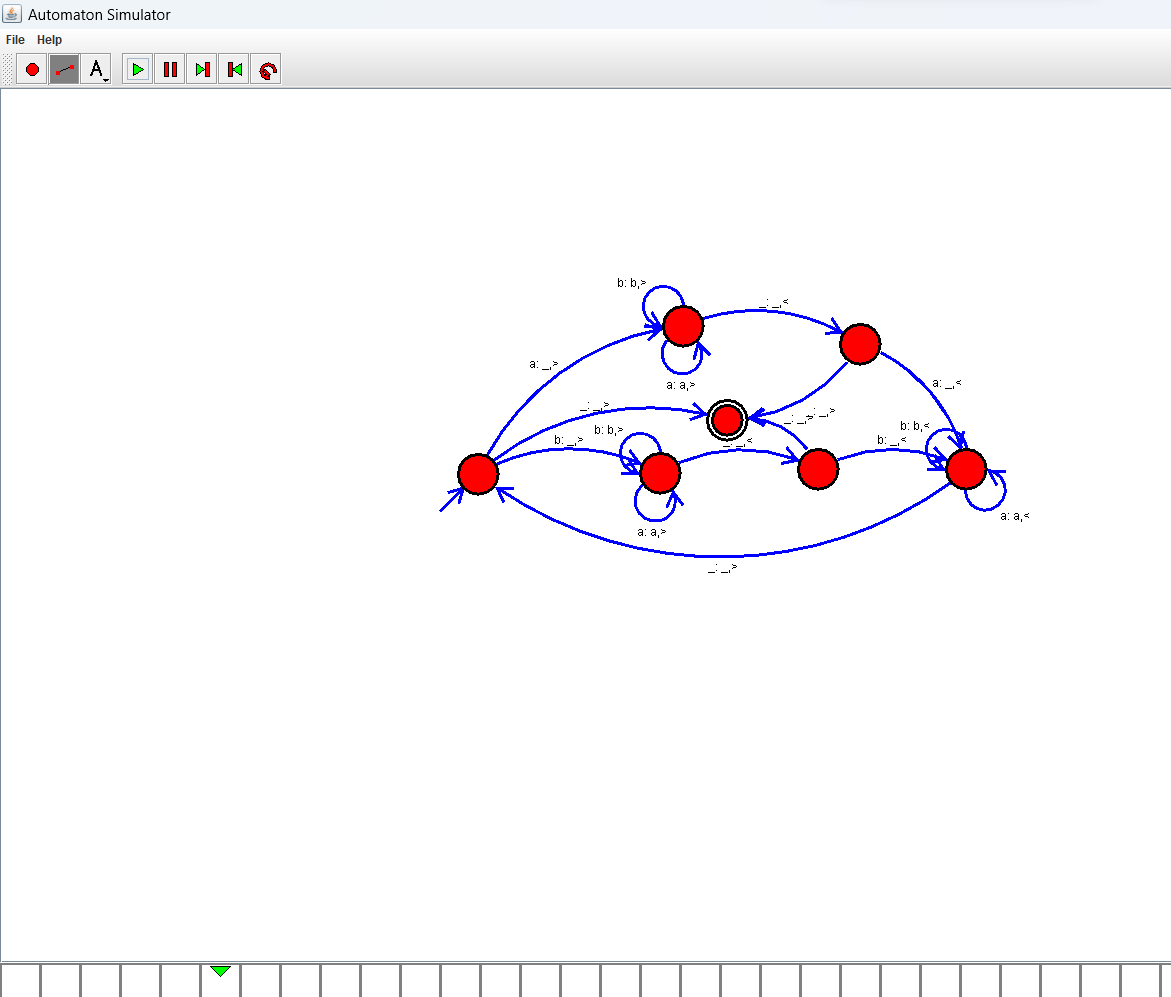 Automaton Simulator
File Help
A
b: b,>
_: _,<
a: _,>
a: a,>
a: _,<
_: _,>
_: _,>
_: _,>
b: b,>
b: _,>
_: _,<
b: _,<
b: b,<
a: a,>
a: a,<
_: _,>